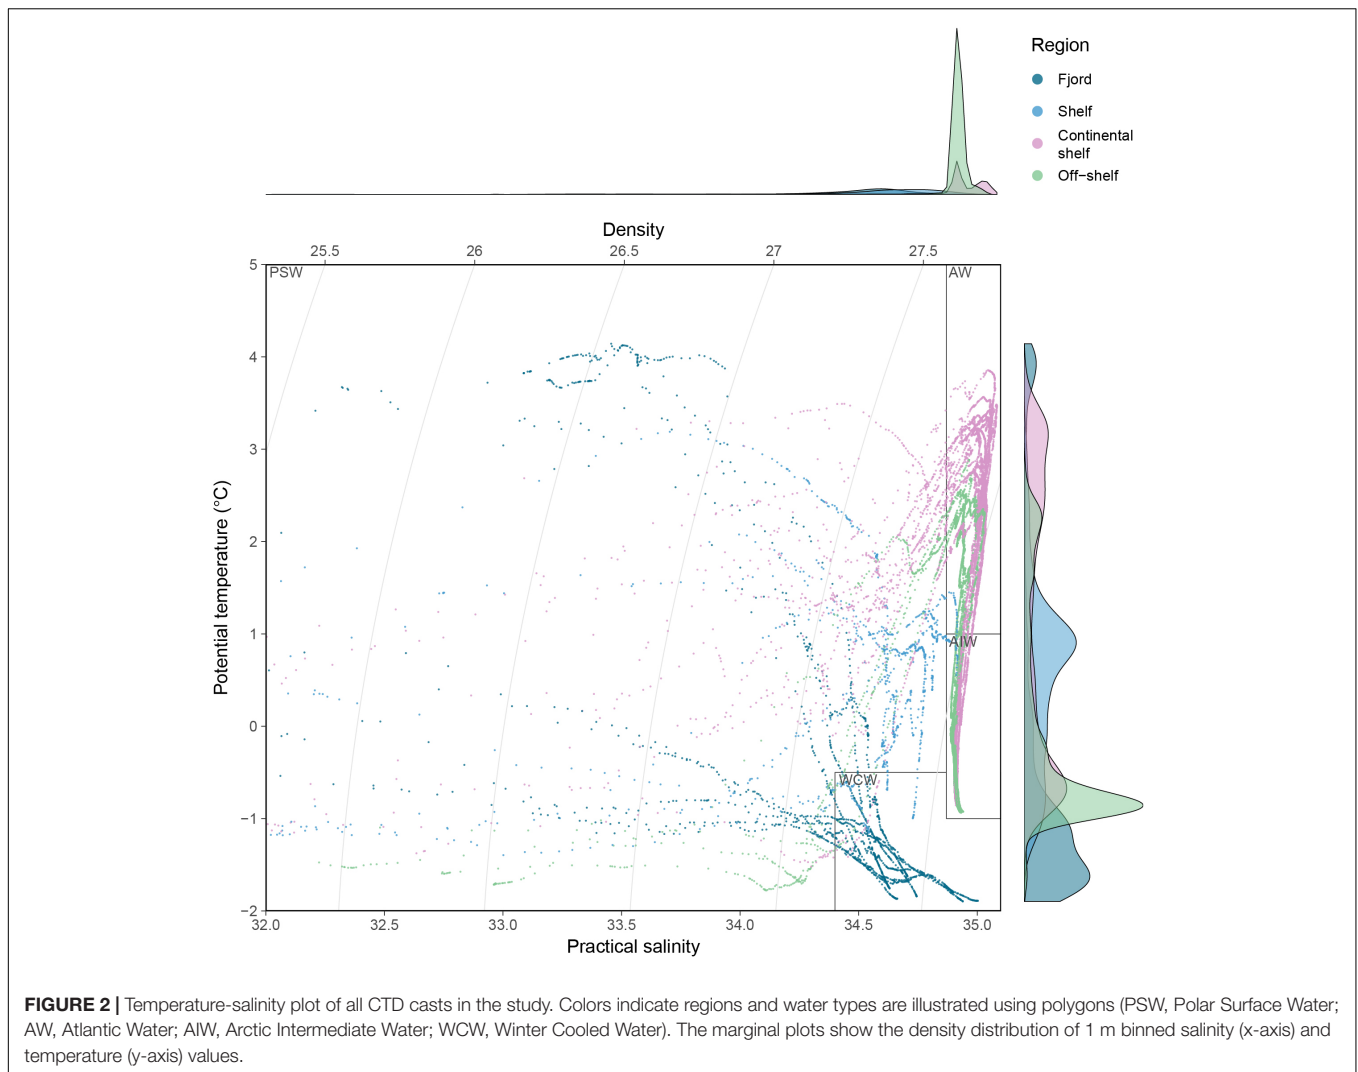 Region
Fjord
Shelf
Continental
shelf
Off−shelf
Density
25.5 26 26.5 27 27.5
PSW
AW
AIW
WCW
5
4
3
2
1
0
−1
−2
Potential temperature (°C)
32.0 32.5 33.0 33.5 34.0 34.5 35.0
Practical salinity
FIGURE 2 | Temperature-salinity plot of all CTD casts in the study. Colors indicate regions and water types are illustrated using polygons (PSW, Polar Surface Water;
AW, Atlantic Water; AIW, Arctic Intermediate Water; WCW, Winter Cooled Water). The marginal plots show the density distribution of 1 m binned salinity (x-axis) and
temperature (y-axis) values.